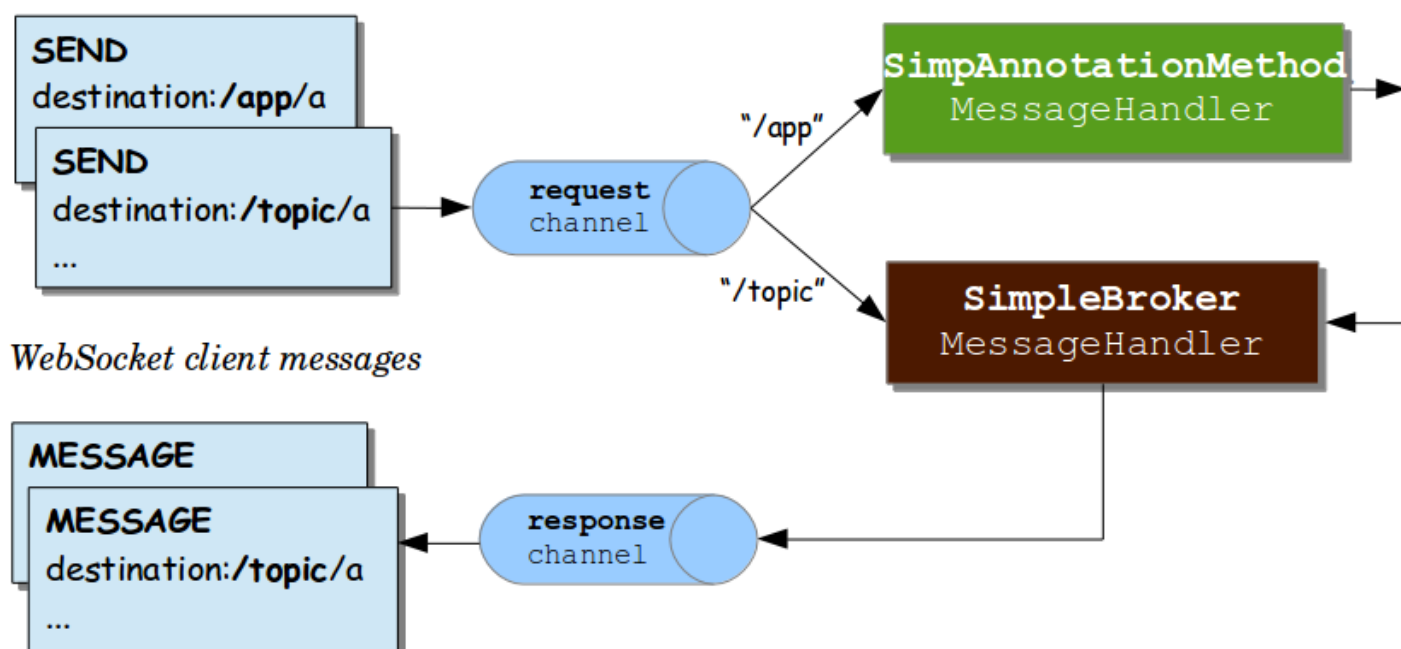 SEND
destination:/app/a
SEND
destination:/topic/a
...
WebSocket client messages
request
channel
“/app”
“/topic”
SimpAnnotationMethod
MessageHandler
SimpleBroker
MessageHandler
MESSAGE
MESSAGE
destination:/topic/a
...
response
channel